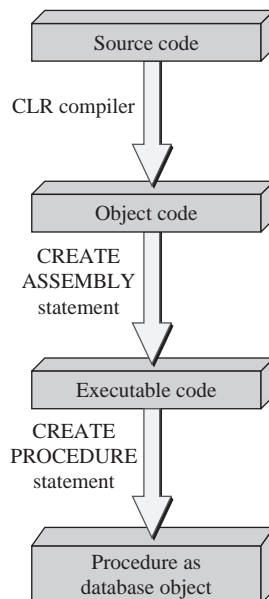 Source code
CLR compiler
Object code
CREATE
ASSEMBLY
statement
Executable code
CREATE
PROCEDURE
statement
Procedure as
database object